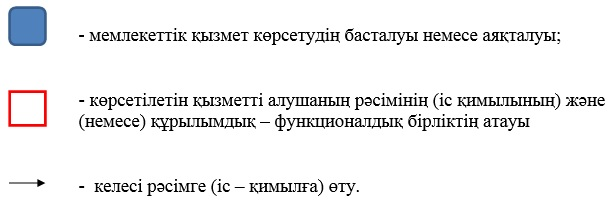 - мемлекеттік қызмет көрсетудің басталуы немесе аяқталуы;
- көрсетілетін қызметті алушаның рәсімінің (іс қимылының) және
(немесе) құрылымдық – функционалдық бірліктің атауы
- келесі рәсімге (іс – қимылға) өту.